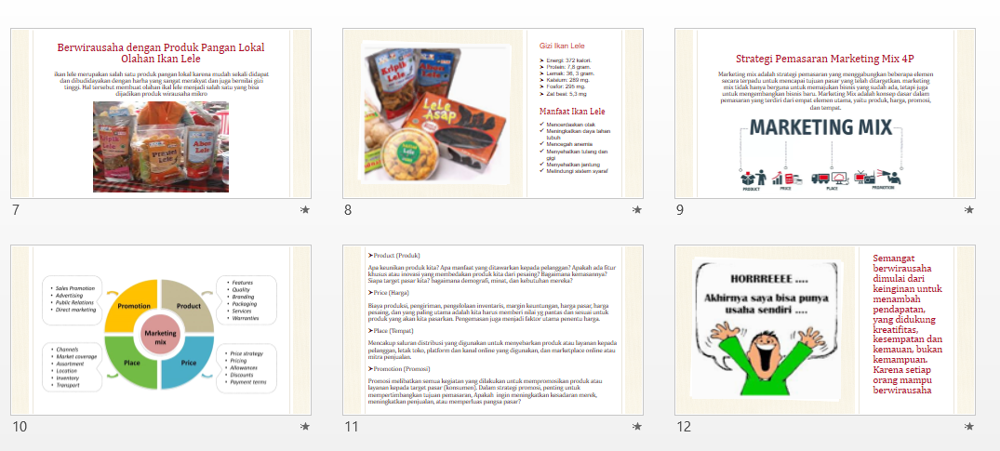 Berwirausaha dengan Produk Pangan Lokal
Olahan Ikan Lele
ikan lele merupakan salah satu produk pangan lokal karena mudah sekali didapat
dan dibudidayakan dengan harga yang sangat merakyat dan juga bernilai gizi
tinggi. Hal tersebut membuat olahan ikal lele menjadi salah satu yang bisa
dijadikan produk wirausaha mikro
Kripik
Lele
Premier
Lele
Abon
Lele
7
Kripik
Lele
Abon
Lele
LeLe
Asap
Gizi Ikan Lele
Energi: 372 kalori.
Protein: 7,8 gram.
Lemak: 36, 3 gram.
Kalsium: 289 mg.
Fosfor: 295 mg.
Zat besi: 5,3 mg
Manfaat Ikan Lele
Mencerdaskan otak
Meningkatkan daya tahan
tubuh
Mencegah anemia
Menyehatkan tulang dan
gigi
Menyehatkan jantung
Melindungi sistem syaraf
8
Strategi Pemasaran Marketing Mix 4P
Marketing mix adalah strategi pemasaran yang menggabungkan beberapa elemen
secara terpadu untuk mencapai tujuan pasar yang telah ditargetkan. marketing
mix tidak hanya berguna untuk memajukan bisnis yang sudah ada, tetapi juga
untuk mengembangkan bisnis baru. Marketing Mix adalah konsep dasar dalam
pemasaran yang terdiri dari empat elemen utama, yaitu produk, harga, promosi,
dan tempat.
MARKETING MIX
PRODUCT
PRICE
PLACE
PROMOTION
9
Sales Promotion
Advertising
Public Relations
Direct marketing
Promotion
Product
Features
Quality
Branding
Packaging
Services
Warranties
Marketing
mix
Channels
Market coverage
Assortment
Location
Inventory
Transport
Place
Price
Price strategy
Pricing
Allowances
Discounts
Payment terms
10
Product (Produk)
Apa keunikan produk kita? Apa manfaat yang ditawarkan kepada pelanggan? Apakah ada fitur
khusus atau inovasi yang membedakan produk kita dari pesaing? Bagaimana kemasannya?
Siapa target pasar kita? bagaimana demografi, minat, dan kebutuhan mereka?
Price (Harga)
Biaya produksi, pengiriman, pengelolaan inventaris, margin keuntungan, harga pasar, harga
pesaing, dan yang paling utama adalah kita harus memberi nilai yg pantas dan sesuai untuk
produk yang akan kita pasarkan. Pengemasan juga menjadi faktor utama penentu harga.
Place (Tempat)
Mencakup saluran distribusi yang digunakan untuk menyebarkan produk atau layanan kepada
pelanggan, letak toko, platform dan kanal online yang digunakan, dan marketplace online atau
mitra penjualan.
Promotion (Promosi)
Promosi melibatkan semua kegiatan yang dilakukan untuk mempromosikan produk atau
layanan kepada target pasar (konsumen). Dalam strategi promosi, penting untuk
mempertimbangkan tujuan pemasaran, Apakah ingin meningkatkan kesadaran merek,
meningkatkan penjualan, atau memperluas pangsa pasar?
11
HORRREEEE ....
Akhirnya saya bisa punya
usaha sendiri ....
Semangat
berwirausaha
dimulai dari
keinginan untuk
menambah
pendapatan,
yang didukung
kreatifitas,
kesempatan dan
kemauan, bukan
kemampuan.
Karena setiap
orang mampu
berwirausaha
12